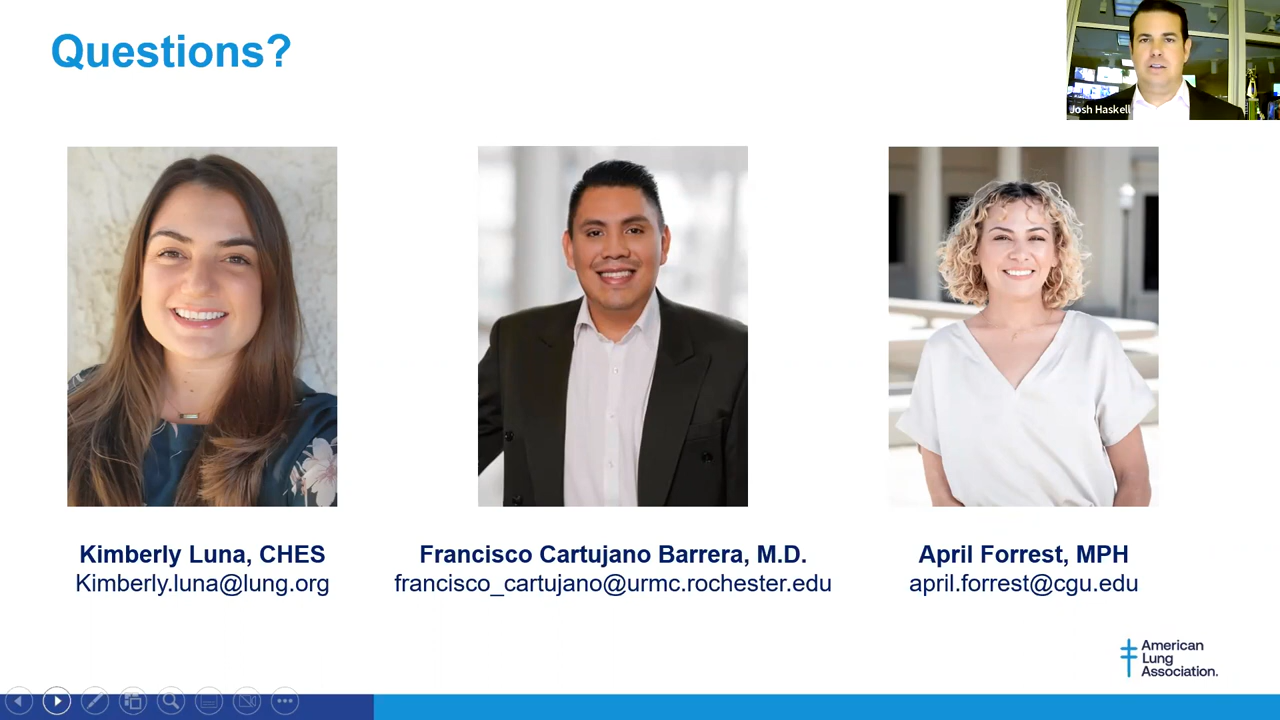 Questions?
Josh Haskell
Kimberly Luna, CHES
Kimberly.luna@lung.org
Francisco Cartujano Barrera, M.D.
francisco_cartujano@urmc.rochester.edu
April Forrest, MPH
april.forrest@cgu.edu
American
Lung
Association.